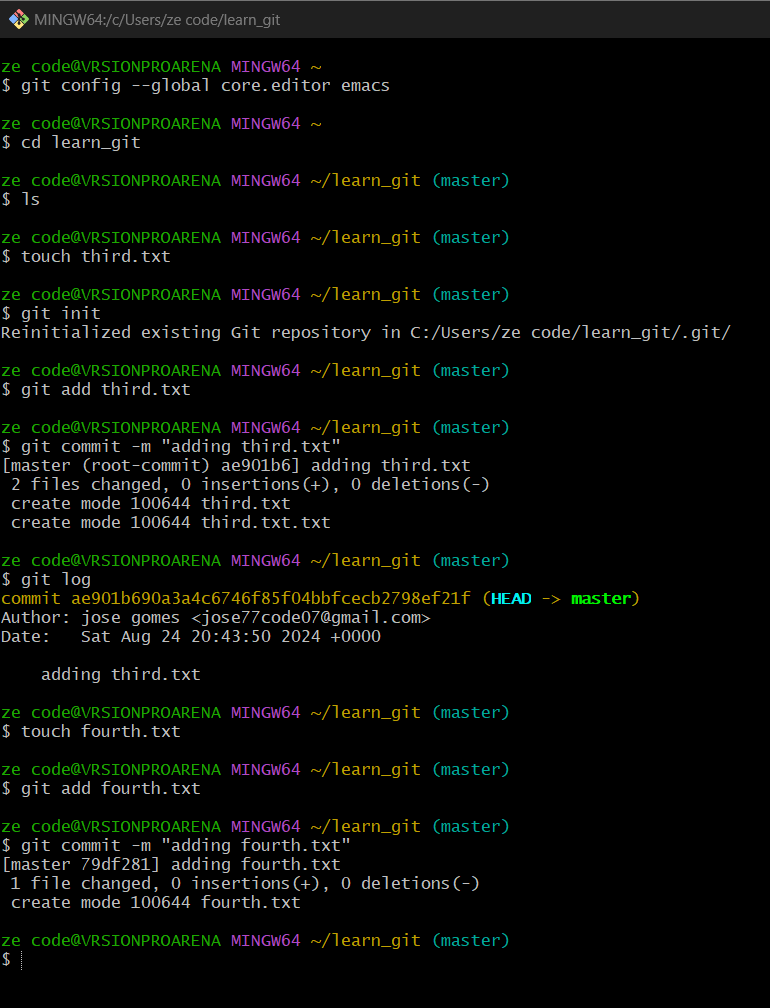 MINGW64:/c/Users/ze code/learn_git
ze code@VRSIONPROARENA MINGW64 ~
$ git config --global core.editor emacs
ze code@VRSIONPROARENA MINGW64 ~
$ cd learn_git
ze code@VRSIONPROARENA MINGW64 ~/learn_git (master)
$ ls
ze code@VRSIONPROARENA MINGW64 ~/learn_git (master)
$ touch third.txt
ze code@VRSIONPROARENA MINGW64 ~/learn_git (master)
$ git init
Reinitialized existing Git repository in C:/Users/ze code/learn_git/.git/
ze code@VRSIONPROARENA MINGW64 ~/learn_git (master)
$ git add third.txt
ze code@VRSIONPROARENA MINGW64 ~/learn_git (master)
$ git commit -m "adding third.txt"
[master (root-commit) ae901b6] adding third.txt
 2 files changed, 0 insertions(+), 0 deletions(-)
 create mode 100644 third.txt
 create mode 100644 third.txt.txt
ze code@VRSIONPROARENA MINGW64 ~/learn_git (master)
$ git log
commit ae901b690a3a4c6746f85f04bbfcecb2798ef21f (HEAD -> master)
Author: jose gomes <jose77code07@gmail.com>
Date:   Sat Aug 24 20:43:50 2024 +0000
    adding third.txt
ze code@VRSIONPROARENA MINGW64 ~/learn_git (master)
$ touch fourth.txt
ze code@VRSIONPROARENA MINGW64 ~/learn_git (master)
$ git add fourth.txt
ze code@VRSIONPROARENA MINGW64 ~/learn_git (master)
$ git commit -m "adding fourth.txt"
[master 79df281] adding fourth.txt
 1 file changed, 0 insertions(+), 0 deletions(-)
 create mode 100644 fourth.txt
ze code@VRSIONPROARENA MINGW64 ~/learn_git (master)
$